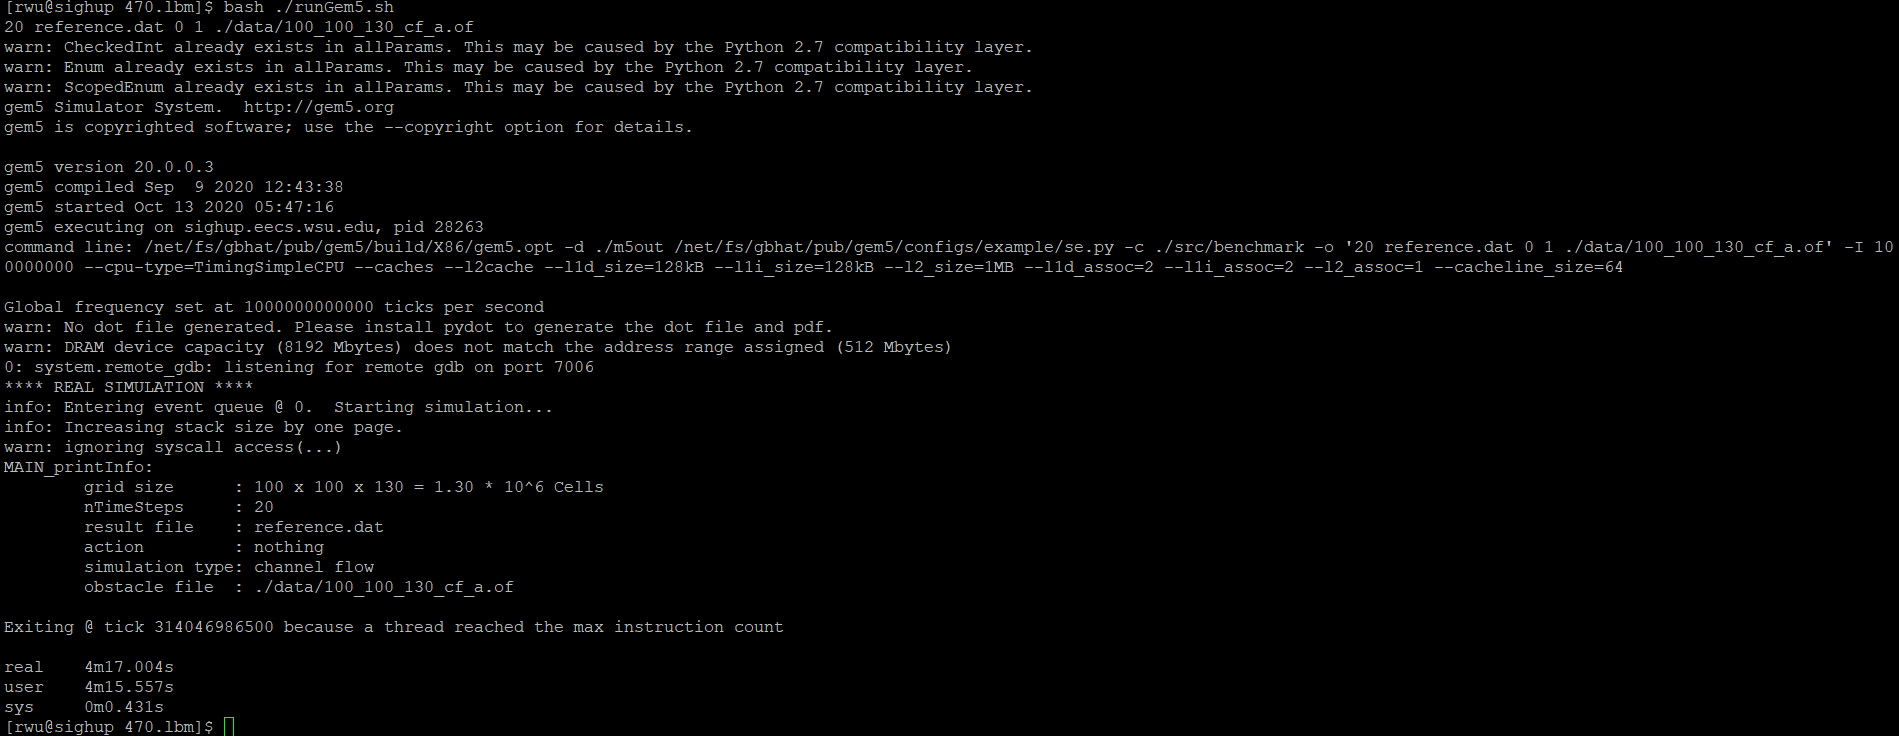 [rwu@sighup 470.lbm]$ bash ./runGem5.sh
20 reference.dat 0 1 ./data/100_100_130_cf_a.of
warn: CheckedInt already exists in allParams. This may be caused by the Python 2.7 compatibility layer.
warn: Enum already exists in allParams. This may be caused by the Python 2.7 compatibility layer.
warn: ScopedEnum already exists in allParams. This may be caused by the Python 2.7 compatibility layer.
gem5 Simulator System.  http://gem5.org
gem5 is copyrighted software; use the --copyright option for details.

gem5 version 20.0.0.3
gem5 compiled Sep  9 2020 12:43:38
gem5 started Oct 13 2020 05:47:16
gem5 executing on sighup.eecs.wsu.edu, pid 28263
command line: /net/fs/gbhat/pub/gem5/build/X86/gem5.opt -d ./m5out /net/fs/gbhat/pub/gem5/configs/example/se.py -c ./src/benchmark -o '20 reference.dat 0 1 ./data/100_100_130_cf_a.of' -I 10
0000000 --cpu-type=TimingSimpleCPU --caches --l2cache --l1d_size=128kB --l1i_size=128kB --l2_size=1MB --l1d_assoc=2 --l1i_assoc=2 --l2_assoc=1 --cacheline_size=64

Global frequency set at 1000000000000 ticks per second
warn: No dot file generated. Please install pydot to generate the dot file and pdf.
warn: DRAM device capacity (8192 Mbytes) does not match the address range assigned (512 Mbytes)
0: system.remote_gdb: listening for remote gdb on port 7006
**** REAL SIMULATION ****
info: Entering event queue @ 0.  Starting simulation...
info: Increasing stack size by one page.
warn: ignoring syscall access(...)
MAIN_printInfo:
        grid size      : 100 x 100 x 130 = 1.30 * 10^6 Cells
        nTimeSteps     : 20
        result file    : reference.dat
        action         : nothing
        simulation type: channel flow
        obstacle file  : ./data/100_100_130_cf_a.of

Exiting @ tick 314046986500 because a thread reached the max instruction count

real    4m17.004s
user    4m15.557s
sys     0m0.431s
[rwu@sighup 470.lbm]$